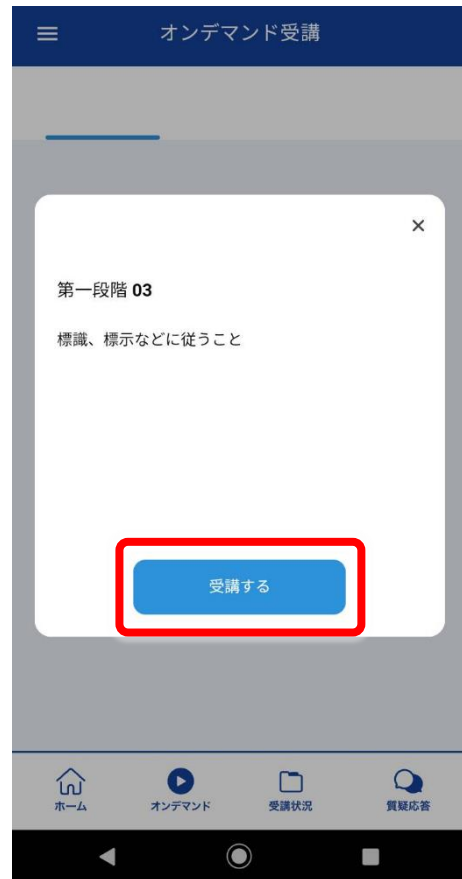 オンデマンド受講
第一段階 03
標識、標示などに従うこと
受講する
ホーム
オンデマンド
受講状況
質疑応答